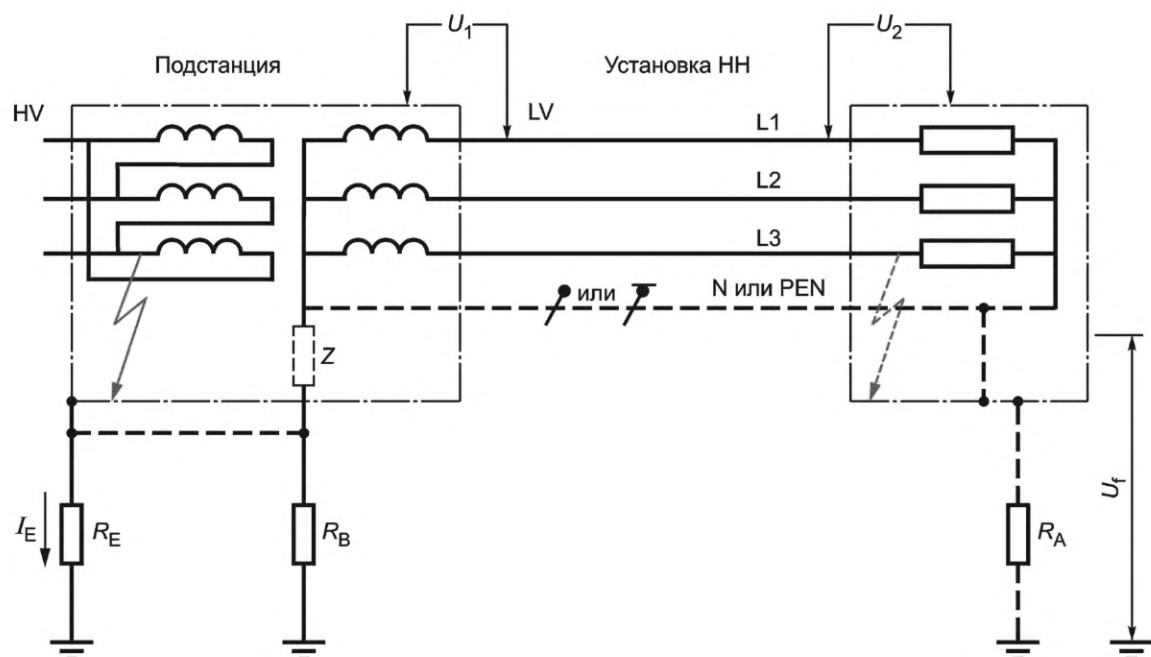 U1
U2
Подстанция
Установка НН
HV
LV
L1
L2
L3
или
N или PEN
Z
Uf
IE
RE
RB
RA